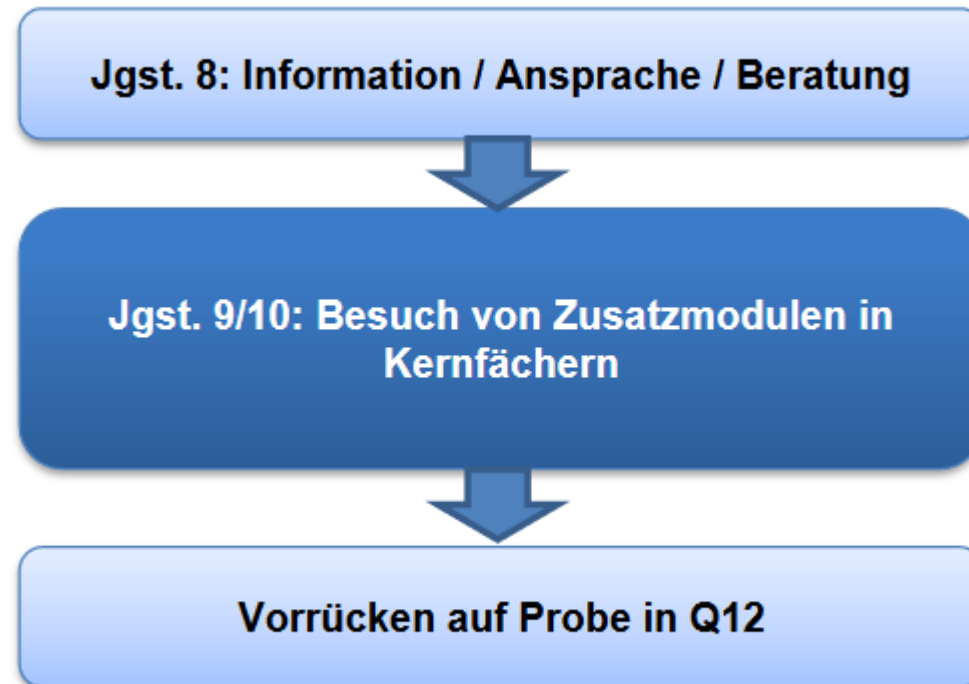 Jgst. 8: Information / Ansprache / Beratung
Jgst. 9/10: Besuch von Zusatzmodulen in
Kernfächern
Vorrücken auf Probe in Q12